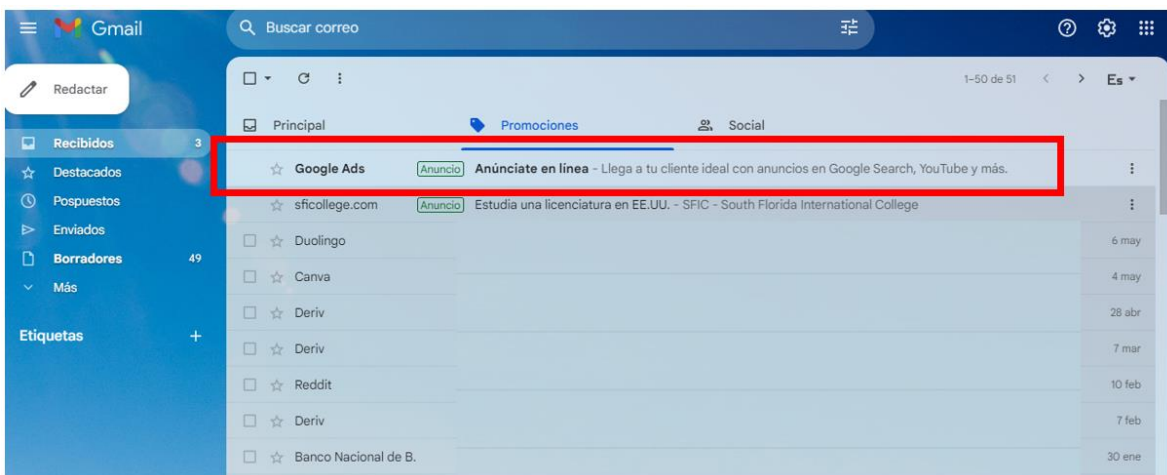 Gmail
Buscar correo
Redactar
1–50 de 51
Es
Principal
Promociones
Social
Recibidos 3
Google Ads Anuncio Anúnciate en línea – Llega a tu cliente ideal con anuncios en Google Search, YouTube y más.
Destacados
sficollege.com Anuncio Estudia una licenciatura en EE.UU. – SFIC - South Florida International College
Pospuestos
Enviados
Duolingo 6 may
Borradores 49
Canva 4 may
Más
Deriv 28 abr
Etiquetas
Deriv 7 mar
Reddit 10 feb
Deriv 7 feb
Banco Nacional de B. 30 ene